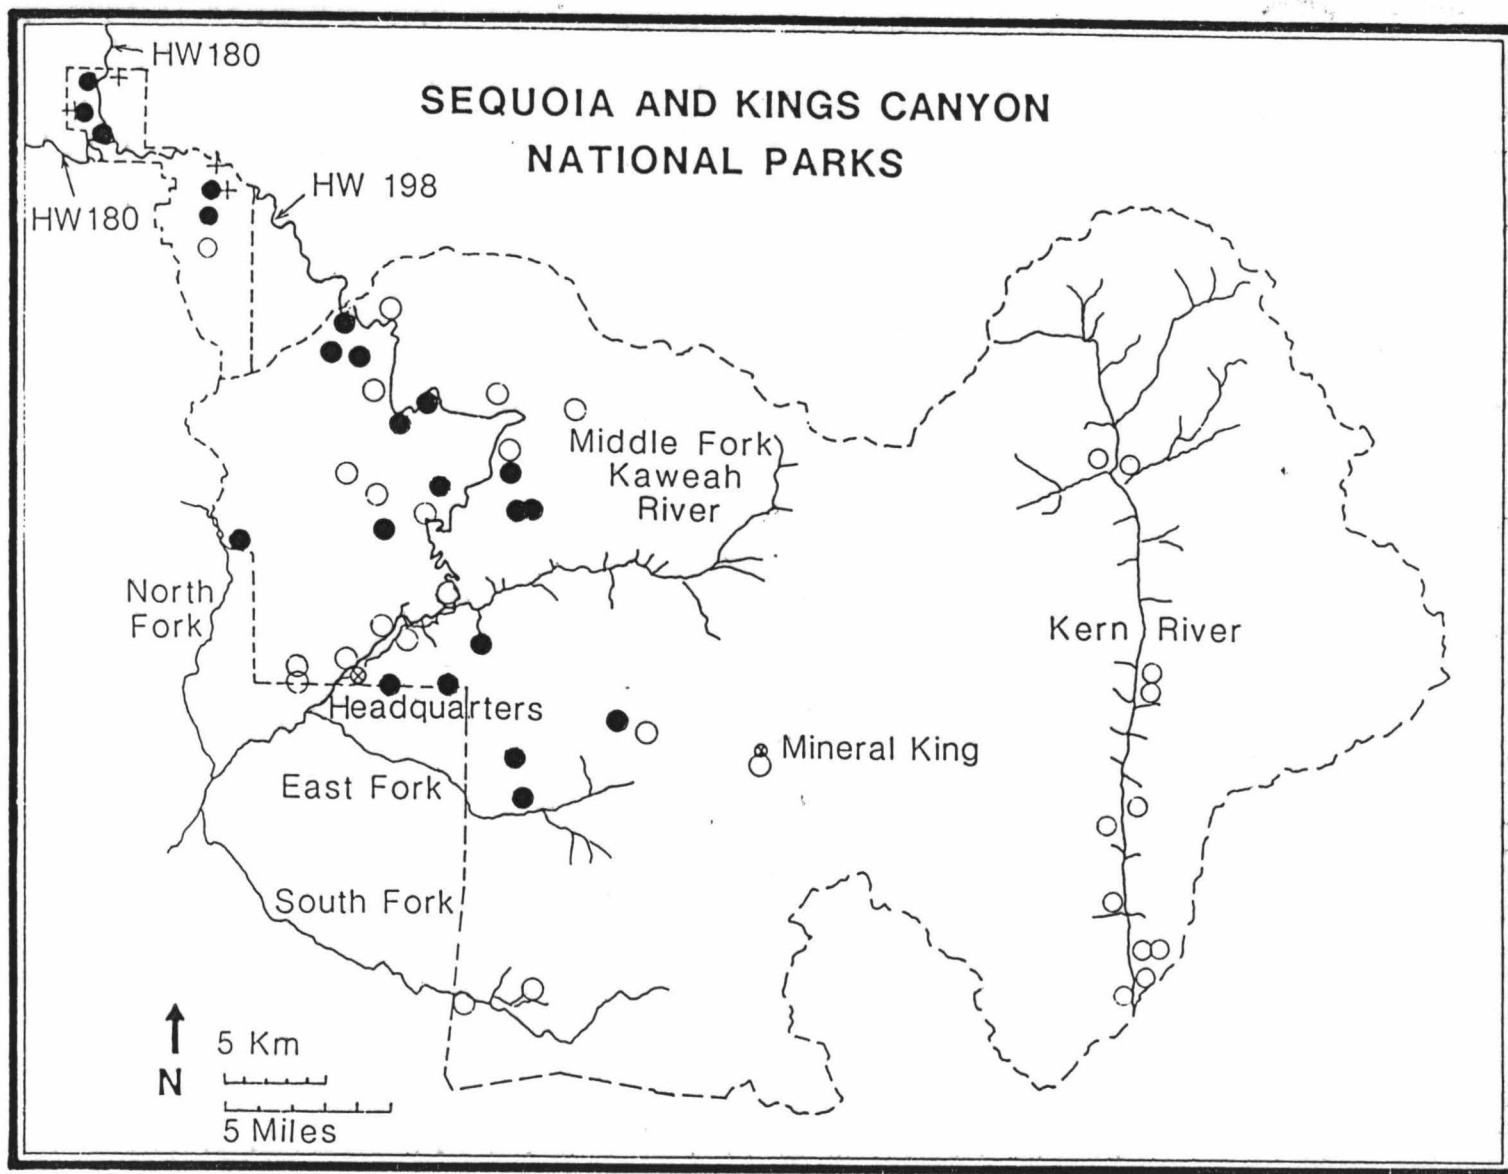 HW180
SEQUOIA AND KINGS CANYON
NATIONAL PARKS
HW 198
HW180
Middle Fork
Kaweah
River
North
Fork
Kern River
Headquarters
Mineral King
East Fork
South Fork
5 Km
N
5 Miles